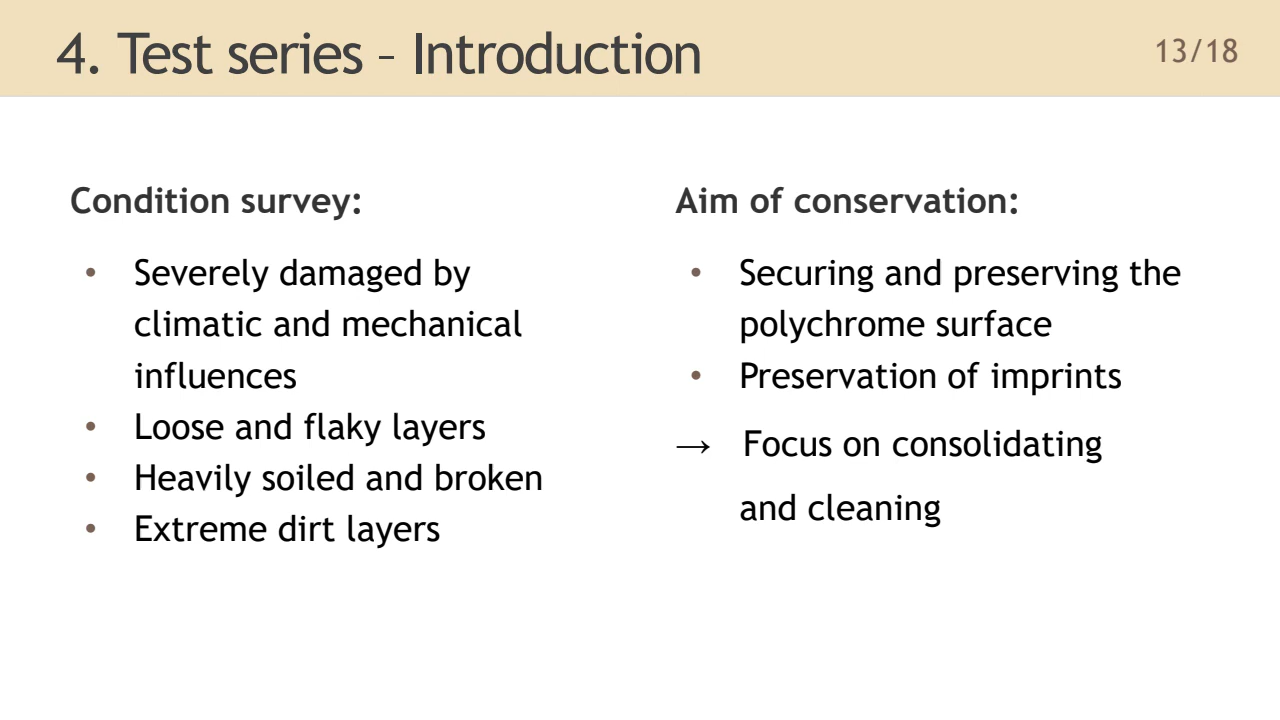 4. Test series – Introduction
13/18
Condition survey:
• Severely damaged by
climatic and mechanical
influences
• Loose and flaky layers
• Heavily soiled and broken
• Extreme dirt layers
Aim of conservation:
• Securing and preserving the
polychrome surface
• Preservation of imprints
→ Focus on consolidating
and cleaning